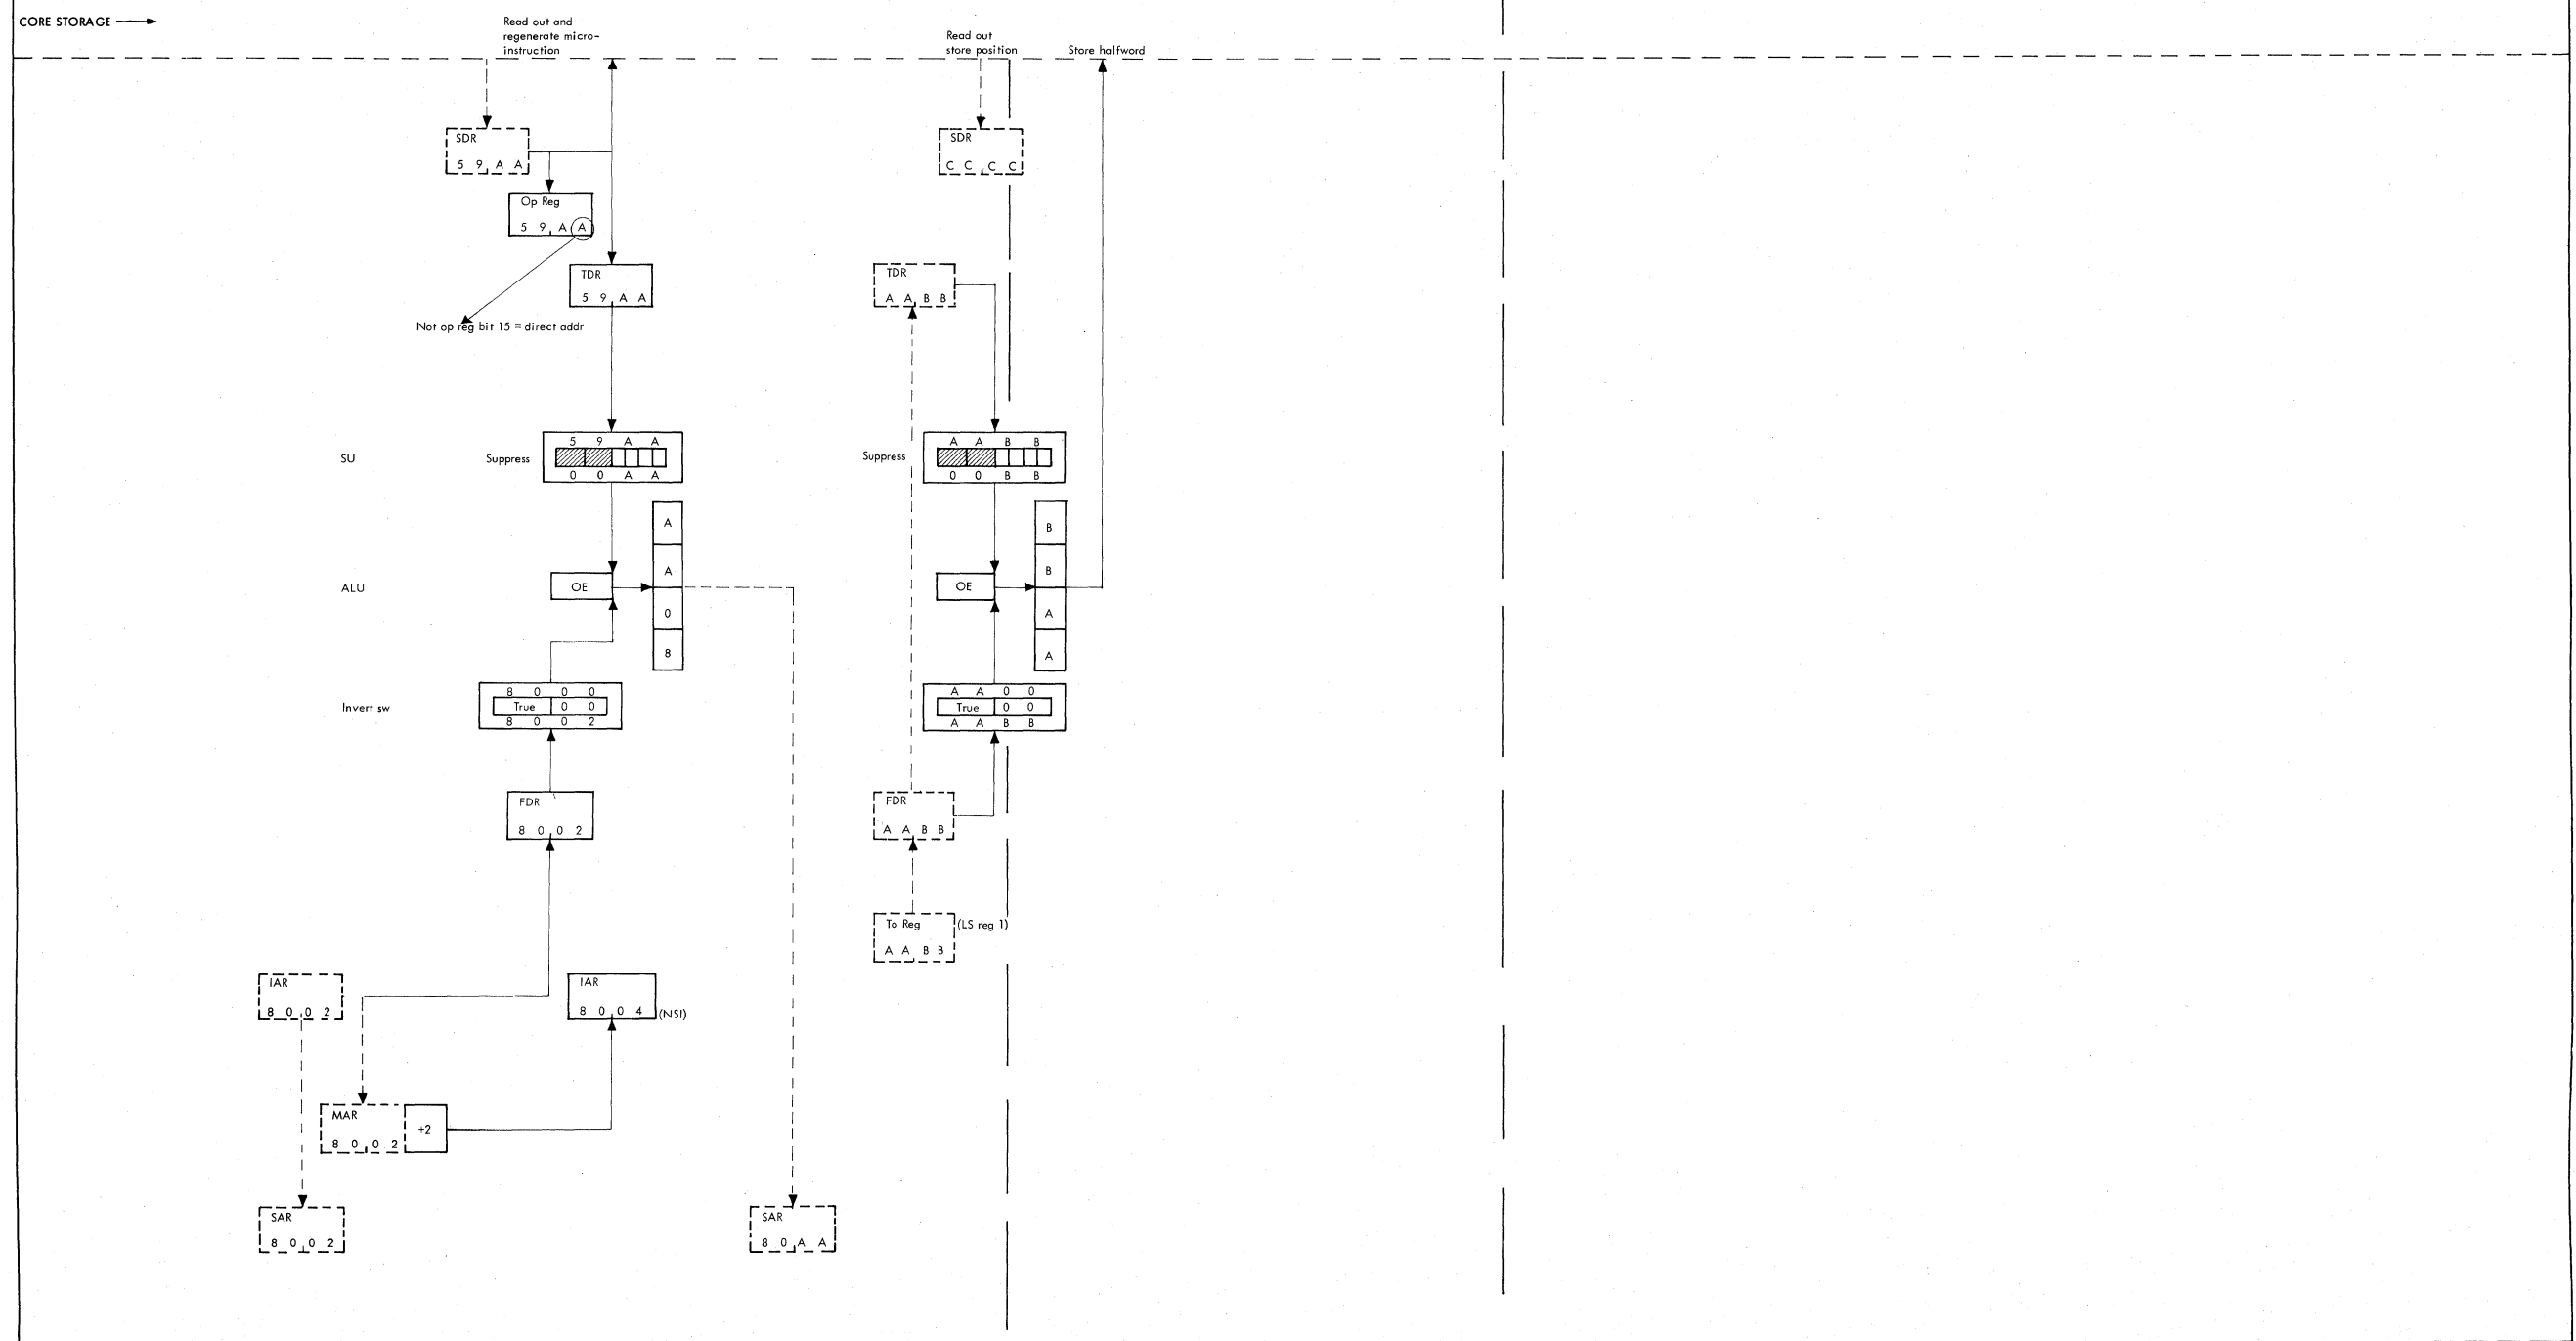 CORE STORAGE
Read out and
regenerate micro-
instruction
Read out
store position
Store halfword
SDR
5 9 A A
SDR
C C C C
Op Reg
5 9 A A
TDR
5 9 A A
TDR
A A B B
Not op reg bit 15 = direct addr
SU
Suppress
5 9 A A
0 0 A A
Suppress
A A B B
0 0 B B
ALU
OE
A
A
0
8
OE
B
B
A
A
Invert sw
8 0 0 0
True 0 0
8 0 0 2
A A 0 0
True 0 0
A A B B
FDR
8 0 0 2
FDR
A A B B
To Reg
A A B B
(LS reg 1)
IAR
8 0 0 2
IAR
8 0 0 4
(NSI)
MAR
8 0 0 2
+2
SAR
8 0 0 2
SAR
8 0 A A